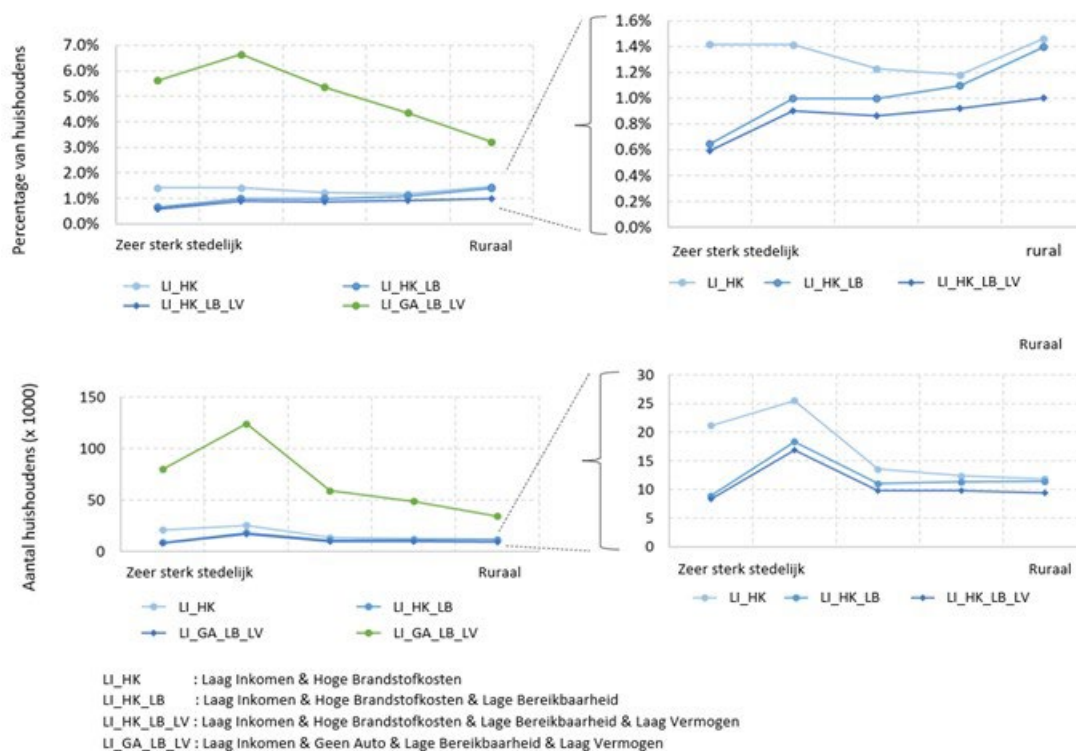 Percentage van huishoudens
7.0%
6.0%
5.0%
4.0%
3.0%
2.0%
1.0%
0.0%
Zeer sterk stedelijk Ruraal
LI_HK LI_HK_LB
LI_HK_LB_LV LI_GA_LB_LV
1.6%
1.4%
1.2%
1.0%
0.8%
0.6%
0.4%
0.2%
0.0%
Zeer sterk stedelijk rural
LI_HK LI_HK_LB LI_HK_LB_LV
Ruraal
Aantal huishoudens (x 1000)
150
100
50
0
Zeer sterk stedelijk Ruraal
LI_HK LI_HK_LB
LI_GA_LB_LV LI_GA_LB_LV
30
25
20
15
10
5
0
Zeer sterk stedelijk Ruraal
LI_HK LI_HK_LB LI_HK_LB_LV
LI_HK : Laag Inkomen & Hoge Brandstofkosten
LI_HK_LB : Laag Inkomen & Hoge Brandstofkosten & Lage Bereikbaarheid
LI_HK_LB_LV : Laag Inkomen & Hoge Brandstofkosten & Lage Bereikbaarheid & Laag Vermogen
LI_GA_LB_LV : Laag Inkomen & Geen Auto & Lage Bereikbaarheid & Laag Vermogen